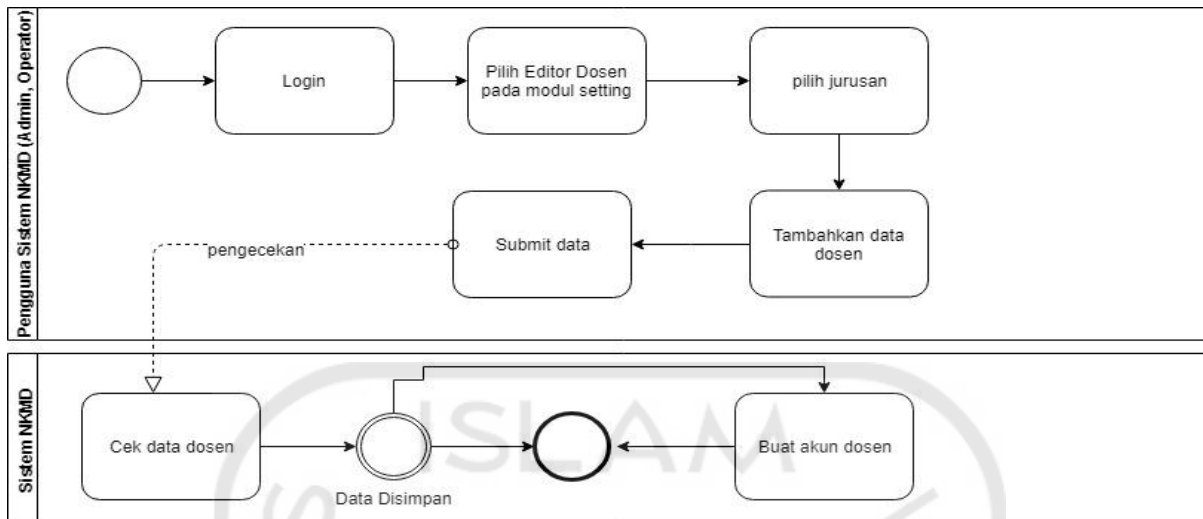 Pengguna Sistem NKMD (Admin, Operator)
Login
Pilih Editor Dosen
pada modul setting
pilih jurusan
Tambahkan data
dosen
Submit data
pengecekan
Sistem NKMD
Cek data dosen
Data Disimpan
Buat akun dosen
ISLAM